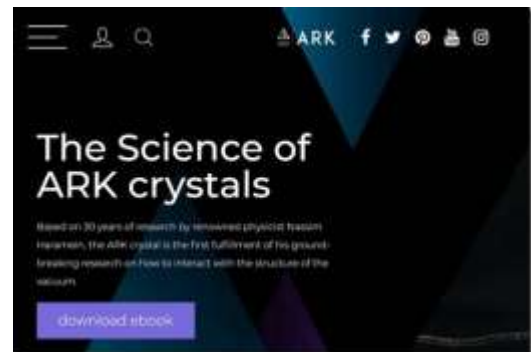 ARK
The Science of
ARK crystals
Based on 30 years of research by renowned physicist Nassim
Haramein, the ARK crystal is the first fulfillment of his ground-
breaking research on how to interact with the structure of the
vacuum.
download ebook